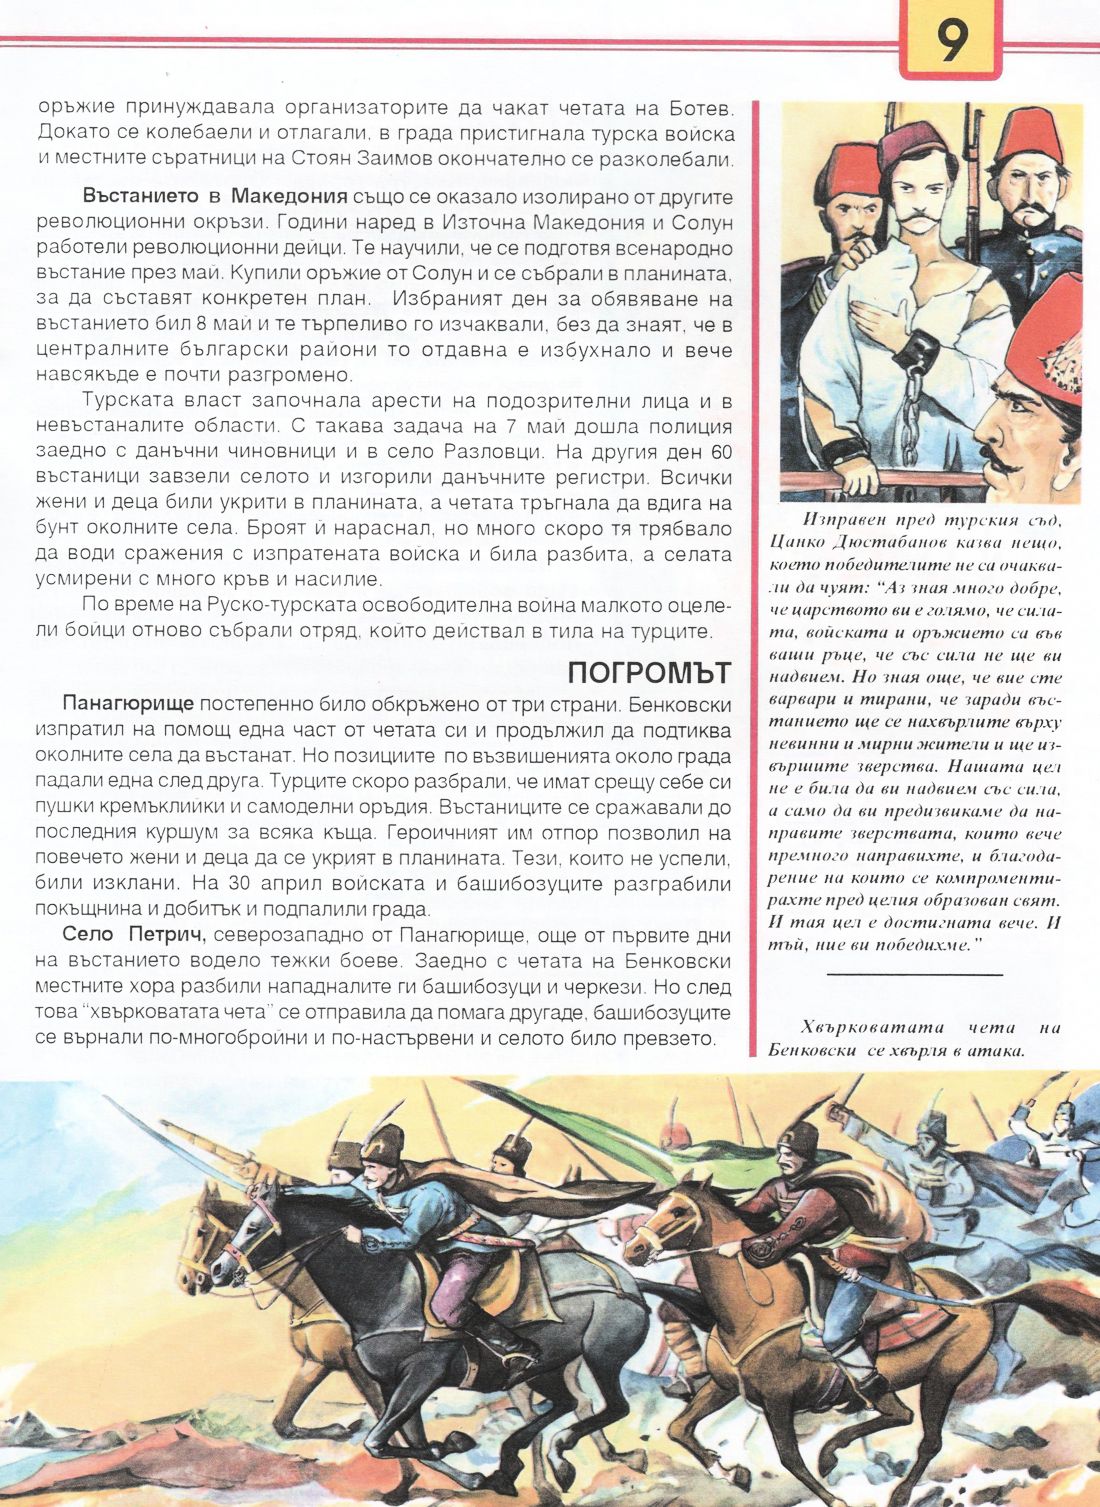 9
оръжие принуждавала организаторите да чакат четата на Ботев.
Докато се колебаели и отлагали, в града пристигнала турска войска
и местните съратници на Стоян Заимов окончателно се разколебали.
Въстанието в Македония също се оказало изолирано от другите
революционни окръзи. Години наред в Източна Македония и Солун
работели революционни дейци. Те научили, че се подготвя всенародно
въстание през май. Купили оръжие от Солун и се събрали в планината,
за да съставят конкретен план. Избраният ден за обявяване на
въстанието бил 8 май и те търпеливо го изчаквали, без да знаят, че в
централните български райони то отдавна е избухнало и вече
навсякъде е почти разгромено.
Турската власт започнала арести на подозрителни лица и в
невъстаналите области. С такава задача на 7 май дошла полиция
заедно с данъчни чиновници и в село Разловци. На другия ден 60
въстаници завзели селото и изгорили данъчните регистри. Всички
жени и деца били укрити в планината, а четата тръгнала да вдига на
бунт околните села. Броят й нараснал, но много скоро тя трябвало
да води сражения с изпратената войска и била разбита, а селата
усмирени с много кръв и насилие.
По време на Руско-турската освободителна война малкото оцеле-
ли бойци отново събрали отряд, който действал в тила на турците.
ПОГРОМЪТ
Панагюрище постепенно било обкръжено от три страни. Бенковски
изпратил на помощ една част от четата си и продължил да подтиква
околните села да въстанат. Но позициите по възвишенията около града
падали една след друга. Турците скоро разбрали, че имат срещу себе си
пушки кремъклийки и самоделни оръдия. Въстаниците се сражавали до
последния куршум за всяка къща. Героичният им отпор позволил на
повечето жени и деца да се укрият в планината. Тези, които не успели,
били изклани. На 30 април войската и башибозуците разграбили
покъщнина и добитък и подпалили града.
Село Петрич, северозападно от Панагюрище, още от първите дни
на въстанието водело тежки боеве. Заедно с четата на Бенковски
местните хора разбили нападналите ги башибозуци и черкези. Но след
това "хвърковатата чета" се отправила да помага другаде, башибозуците
се върнали по-многобройни и по-настървени и селото било превзето.
Изправен пред турския съд,
Цанко Дюстабанов казва нещо,
което победителите не са очаква-
ли да чуят: "Аз зная много добре,
че царството ви е голямо, че сила-
та, войската и оръжието са във
ваши ръце, че със сила не ще ви
надвием. Но зная още, че вие сте
варвари и тирани, че заради въс-
танието ще се нахвърлите върху
невинни и мирни жители и ще из-
вършите зверства. Нашата цел
не е била да ви надвием със сила,
а само да ви предизвикаме да на-
правите зверствата, които вече
премного направихте, и благода-
рение на които се компроменти-
рахте пред целия образован свят.
И тая цел е достигната вече. И
тъй, ние ви победихме."
Хвърковатата чета на
Бенковски се хвърля в атака.